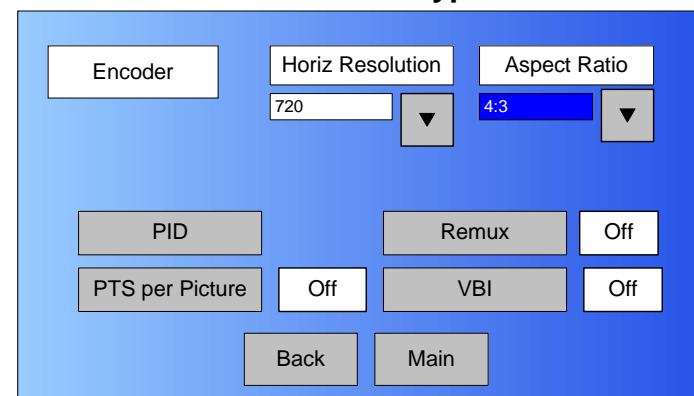 Encoder
Horiz Resolution
Aspect Ratio
720
4:3
PID
Remux
Off
PTS per Picture
Off
VBI
Off
Back
Main